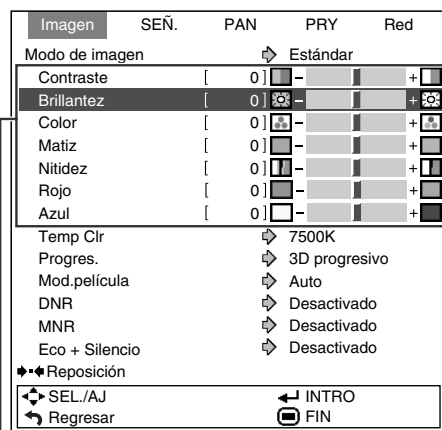 Imagen SEÑ. PAN PRY Red
Modo de imagen Estándar
Contraste [ 0 ] - +
Brillantez [ 0 ] - +
Color [ 0 ] - +
Matiz [ 0 ] - +
Nitidez [ 0 ] - +
Rojo [ 0 ] - +
Azul [ 0 ] - +
Temp Clr 7500K
Progres. 3D progresivo
Mod.película Auto
DNR Desactivado
MNR Desactivado
Eco + Silencio Desactivado
Reposición
SEL./AJ INTRO
Regresar FIN